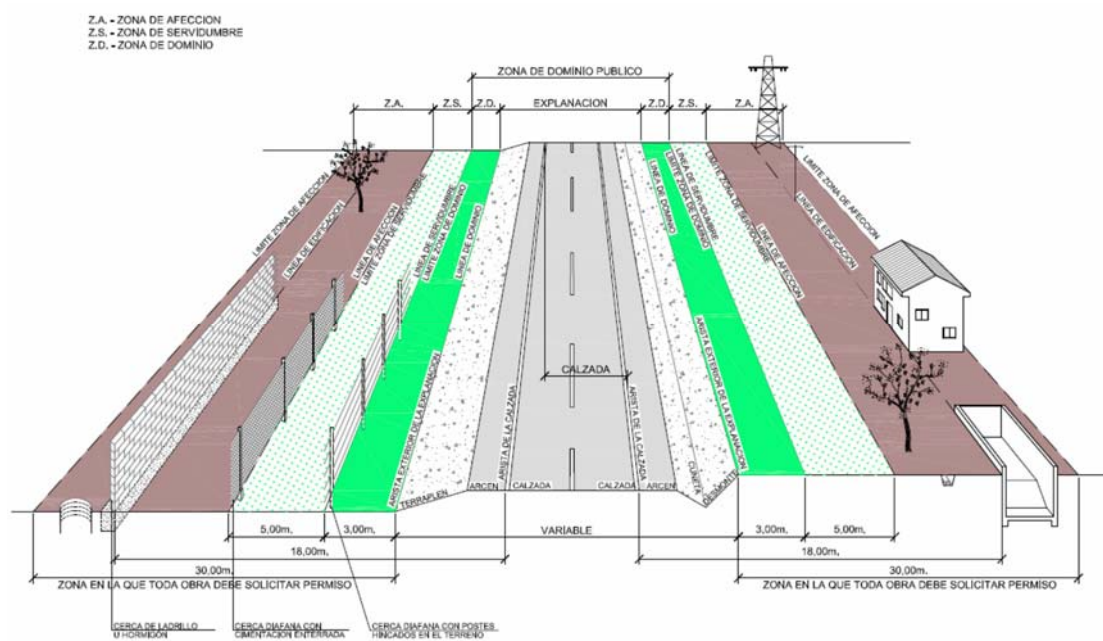 Z.A. - ZONA DE AFECCION
Z.S. - ZONA DE SERVIDUMBRE
Z.D. - ZONA DE DOMINIO
ZONA DE DOMINIO PUBLICO
Z.A.
Z.S.
Z.D.
EXPLANACION
Z.D.
Z.S.
Z.A.
LIMITE ZONA DE AFECCION
LINEA DE EDIFICACION
LINEA DE AFECCION
LIMITE ZONA DE SERVIDUMBRE
LINEA DE SERVIDUMBRE
LIMITE ZONA DE DOMINIO
LINEA DE DOMINIO
LINEA DE DOMINIO
LIMITE ZONA DE DOMINIO
LINEA DE SERVIDUMBRE
LIMITE ZONA DE SERVIDUMBRE
LINEA DE AFECCION
LINEA DE EDIFICACION
LIMITE ZONA DE AFECCION
CALZADA
ARISTA EXTERIOR DE LA EXPLANACION
ARISTA DE LA CALZADA
ARISTA DE LA CALZADA
ARISTA EXTERIOR DE LA EXPLANACION
TERRAPLEN
ARCEN
CALZADA
CALZADA
ARCEN
CUNETA
DESMONTE
5,00m.
3,00m.
VARIABLE
3,00m.
5,00m.
18,00m.
18,00m.
30,00m.
30,00m.
ZONA EN LA QUE TODA OBRA DEBE SOLICITAR PERMISO
ZONA EN LA QUE TODA OBRA DEBE SOLICITAR PERMISO
CERCA DE LADRILLO
U HORMIGÓN
CERCA DIAFANA CON
CIMENTACION ENTERRADA
CERCA DIAFANA CON POSTES
HINCADOS EN EL TERRENO